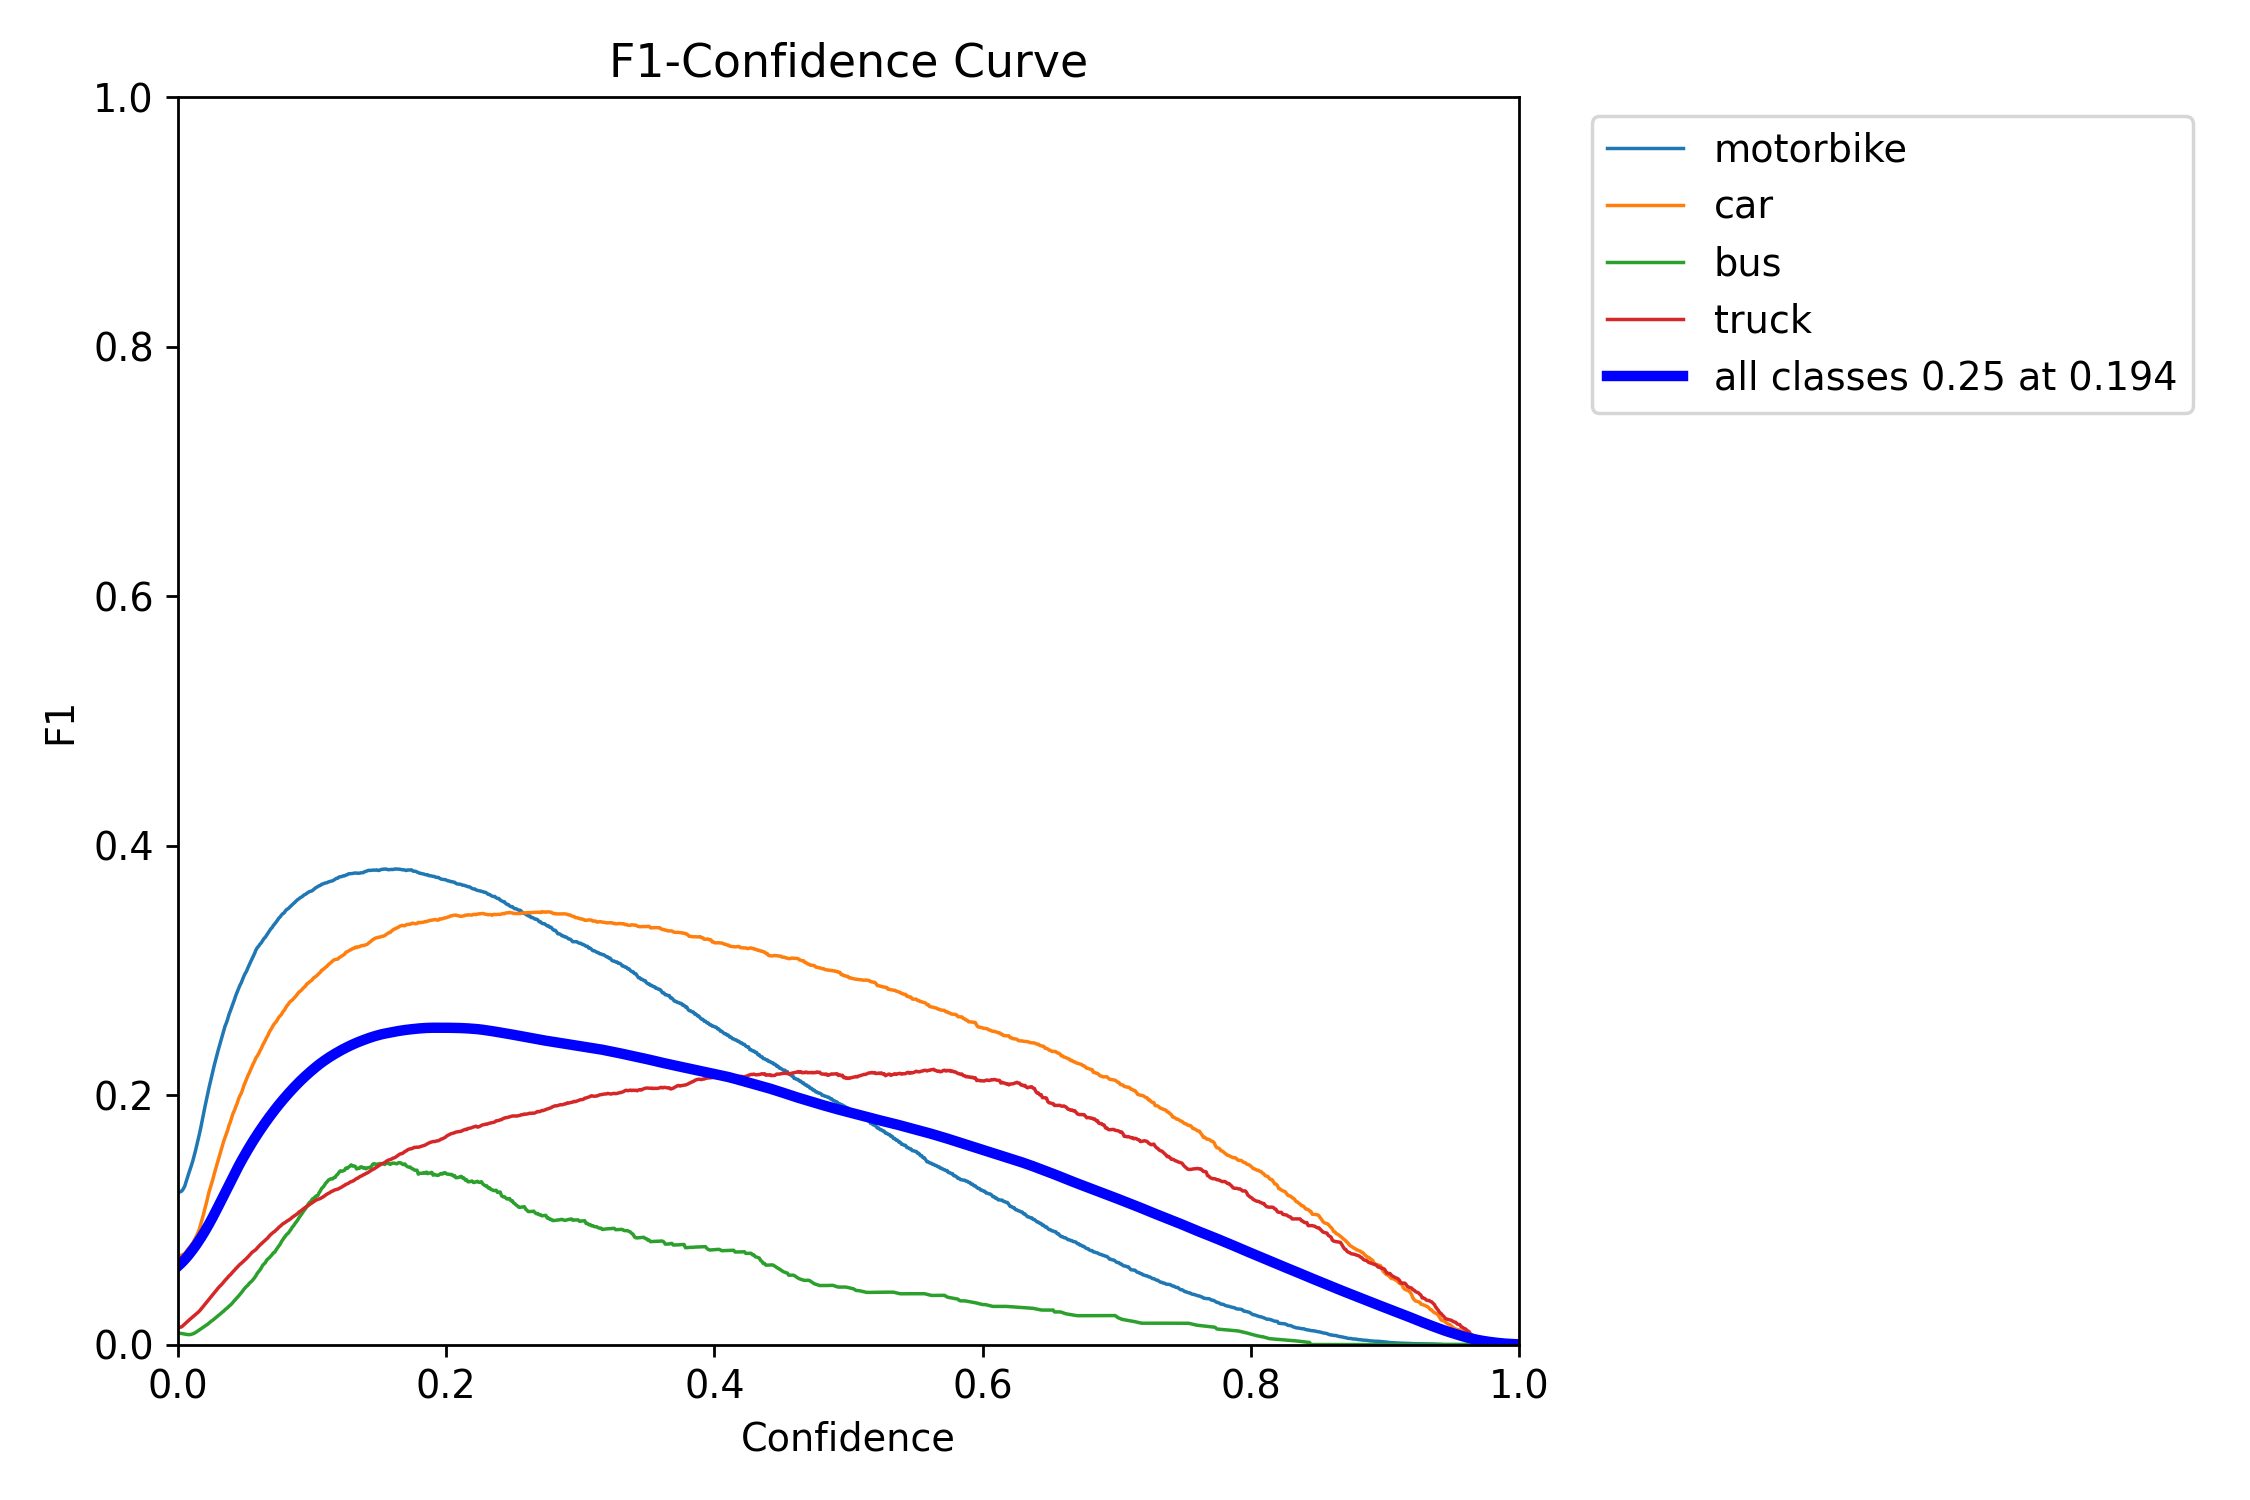 F1-Confidence Curve
1.0
0.8
0.6
0.4
0.2
0.0
F1
0.0 0.2 0.4 0.6 0.8 1.0
Confidence
motorbike
car
bus
truck
all classes 0.25 at 0.194